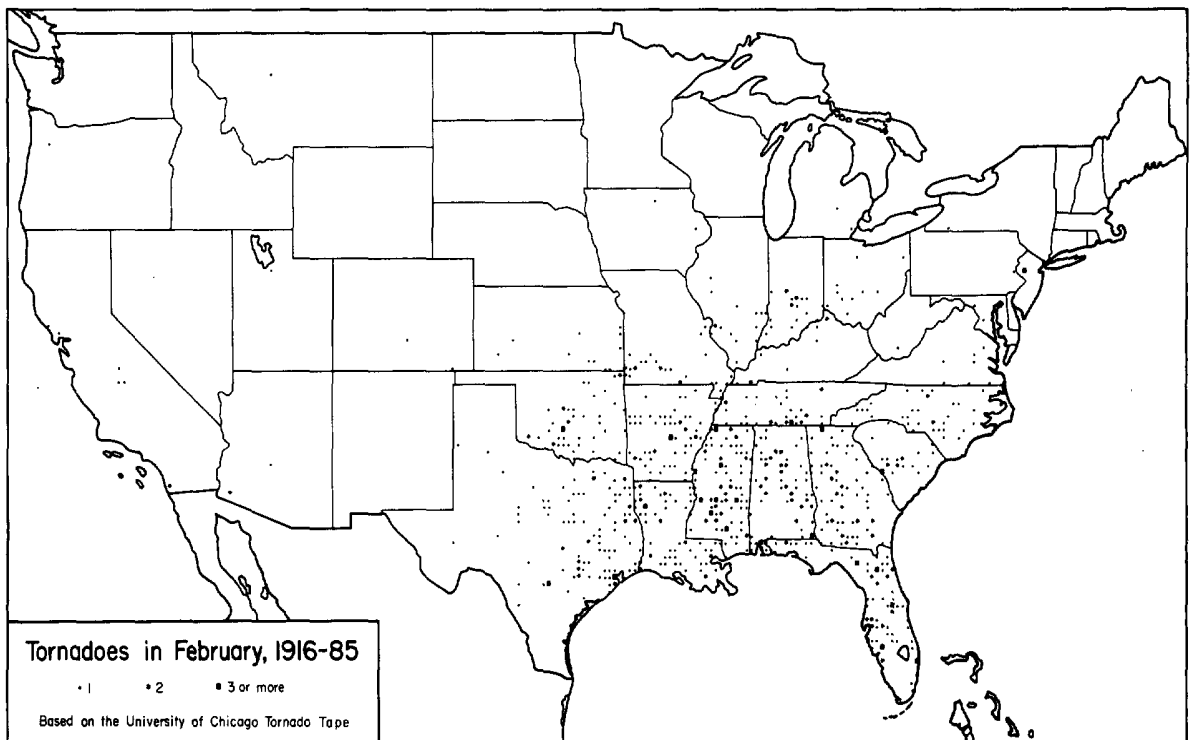 Tornadoes in February, 1916-85
1 2 3 or more
Based on the University of Chicago Tornado Tape